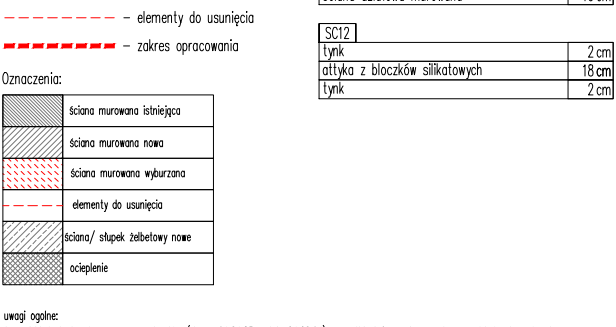 – elementy do usunięcia
– zakres opracowania
Oznaczenia:
ściana murowana istniejąca
ściana murowana nowa
ściana murowana wyburzana
elementy do usunięcia
ściana/ słupek żelbetowy nowe
ocieplenie
uwagi ogolne:
SC12
tynk 2 cm
attyka z bloczków silikatowych 18 cm
tynk 2 cm